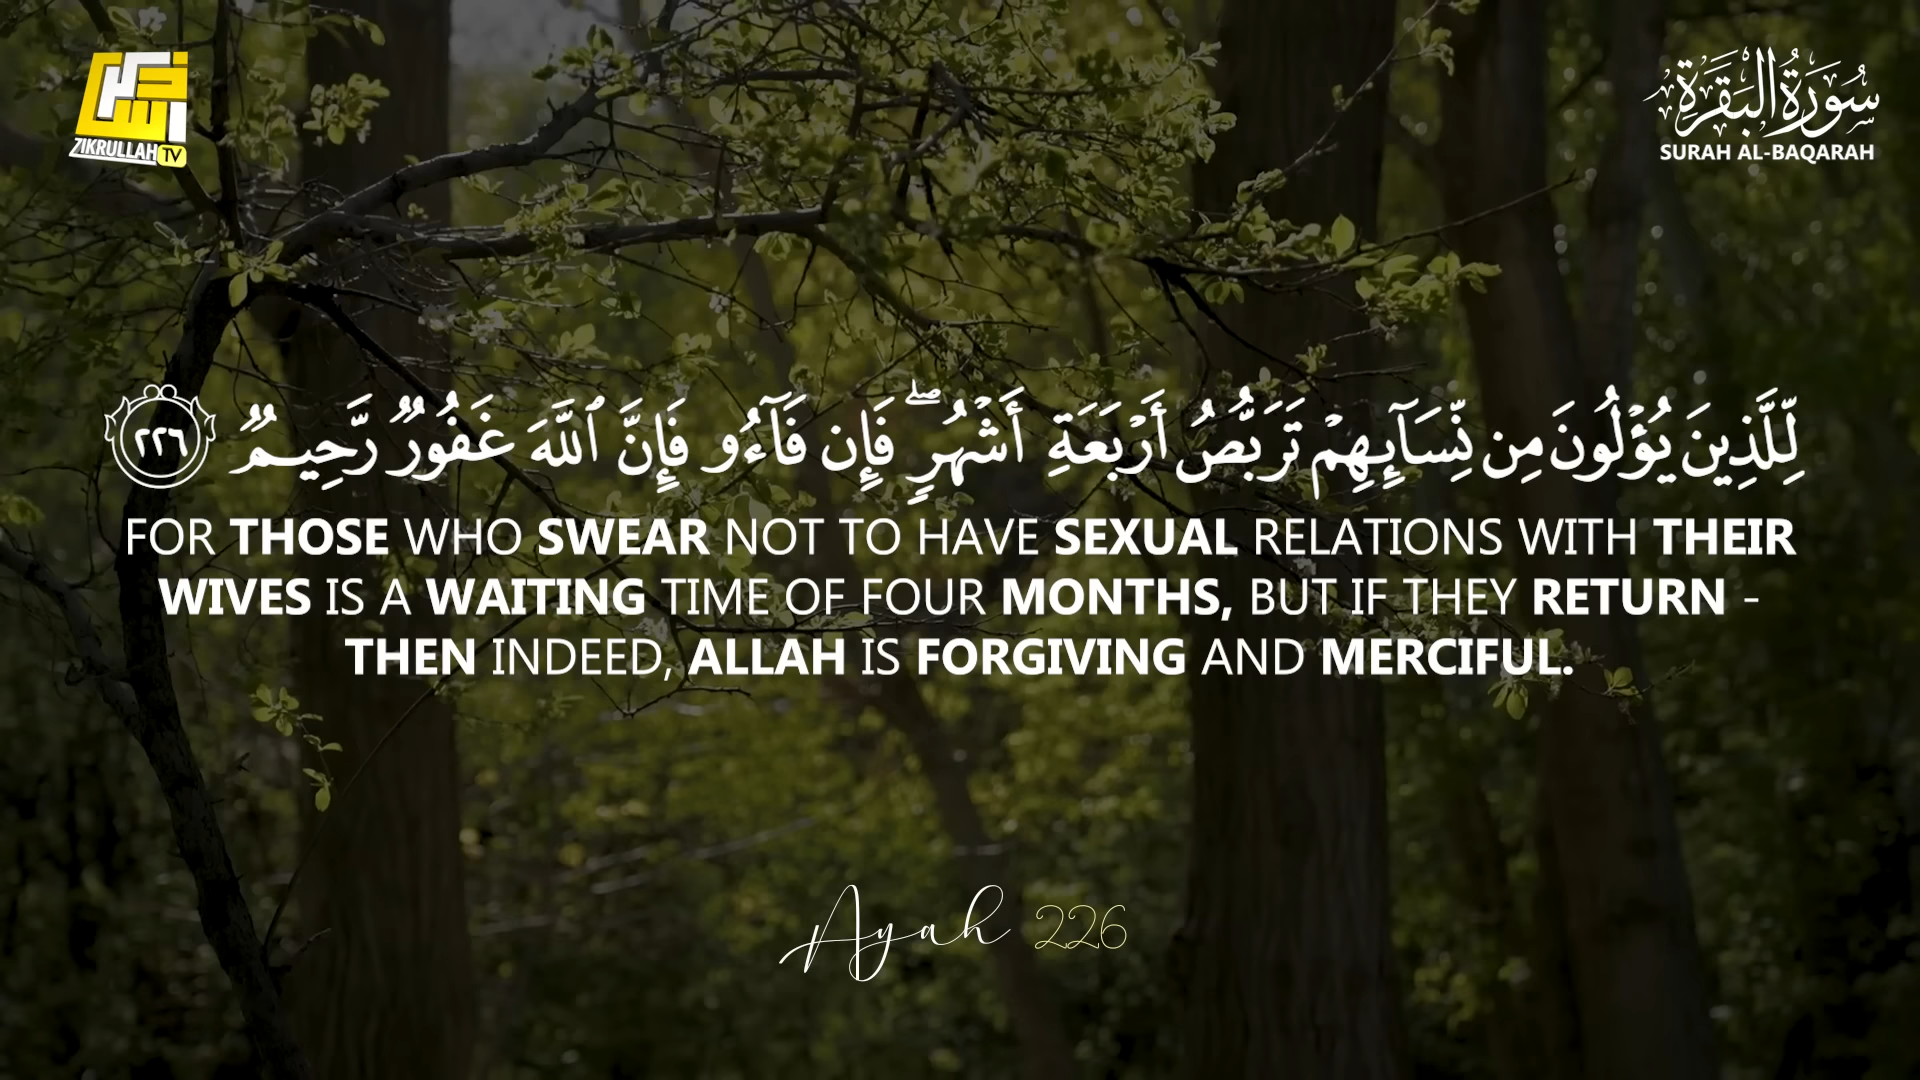 ذكر الله
ZIKRULLAH TV
سُورَةُ البَقَرَةِ
SURAH AL-BAQARAH
لِّلَّذِينَ يُؤْلُونَ مِن نِّسَآئِهِمْ تَرَبُّصُ أَرْبَعَةِ أَشْهُرٍۖ فَإِن فَآءُو فَإِنَّ ٱللَّهَ غَفُورٌ رَّحِيمٌ ٢٢٦
FOR THOSE WHO SWEAR NOT TO HAVE SEXUAL RELATIONS WITH THEIR
WIVES IS A WAITING TIME OF FOUR MONTHS, BUT IF THEY RETURN -
THEN INDEED, ALLAH IS FORGIVING AND MERCIFUL.
Ayah 226